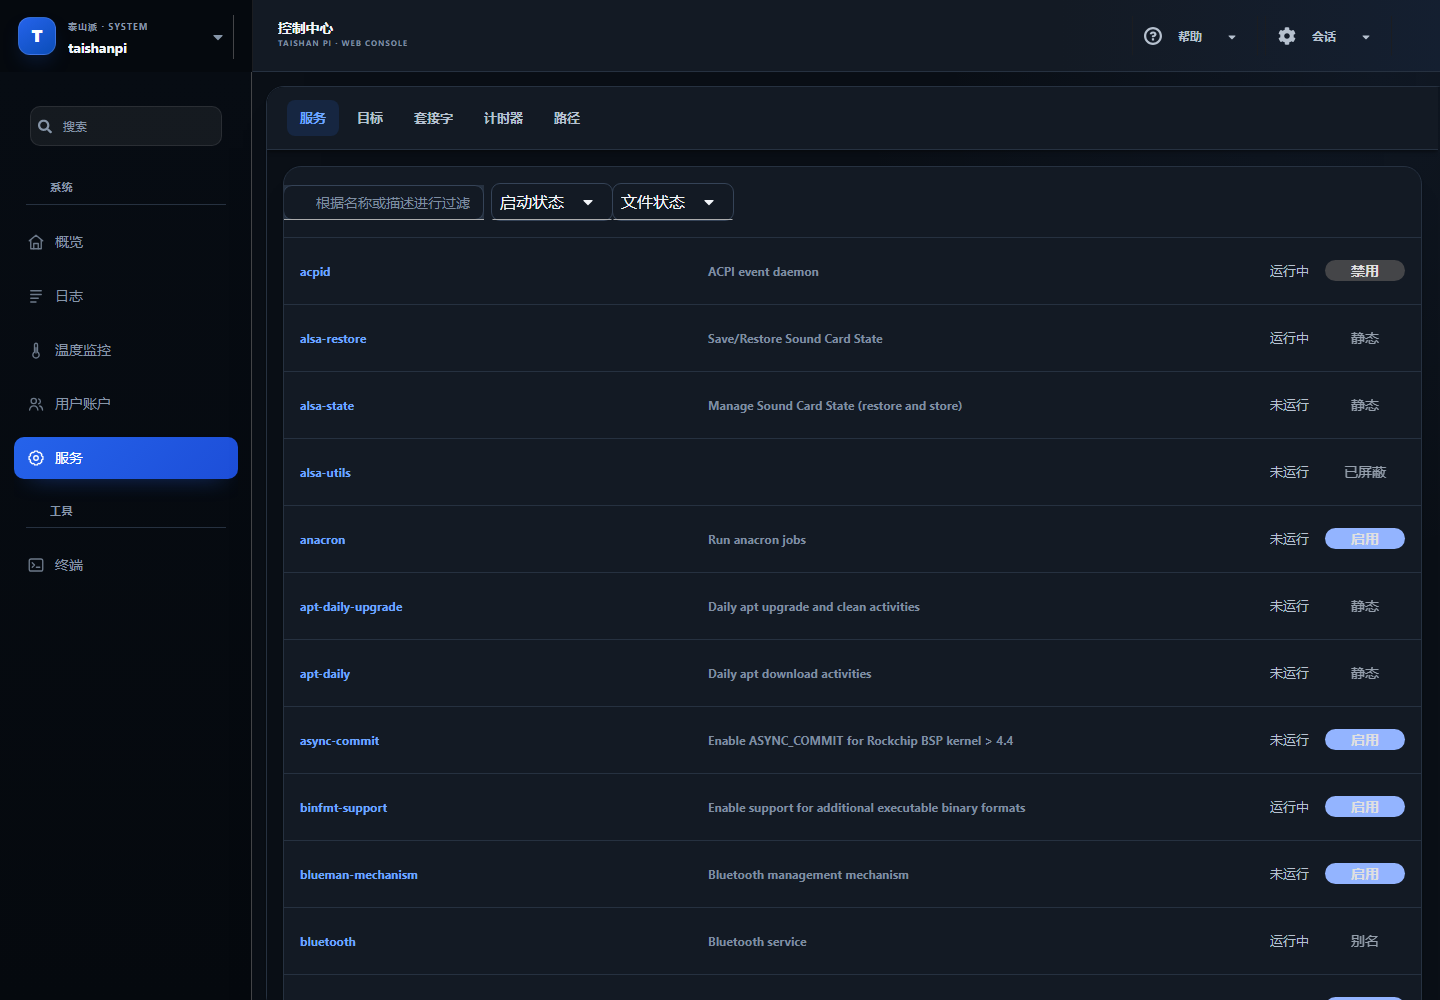 T
泰山派 · SYSTEM
taishanpi
控制中心
TAISHAN PI · WEB CONSOLE
帮助
会话
搜索
系统
概览
日志
温度监控
用户账户
服务
工具
终端
服务 目标 套接字 计时器 路径
根据名称或描述进行过滤 启动状态 文件状态
acpid ACPI event daemon 运行中 禁用
alsa-restore Save/Restore Sound Card State 运行中 静态
alsa-state Manage Sound Card State (restore and store) 未运行 静态
alsa-utils 未运行 已屏蔽
anacron Run anacron jobs 未运行 启用
apt-daily-upgrade Daily apt upgrade and clean activities 未运行 静态
apt-daily Daily apt download activities 未运行 静态
async-commit Enable ASYNC_COMMIT for Rockchip BSP kernel > 4.4 未运行 启用
binfmt-support Enable support for additional executable binary formats 运行中 启用
blueman-mechanism Bluetooth management mechanism 未运行 启用
bluetooth Bluetooth service 运行中 别名